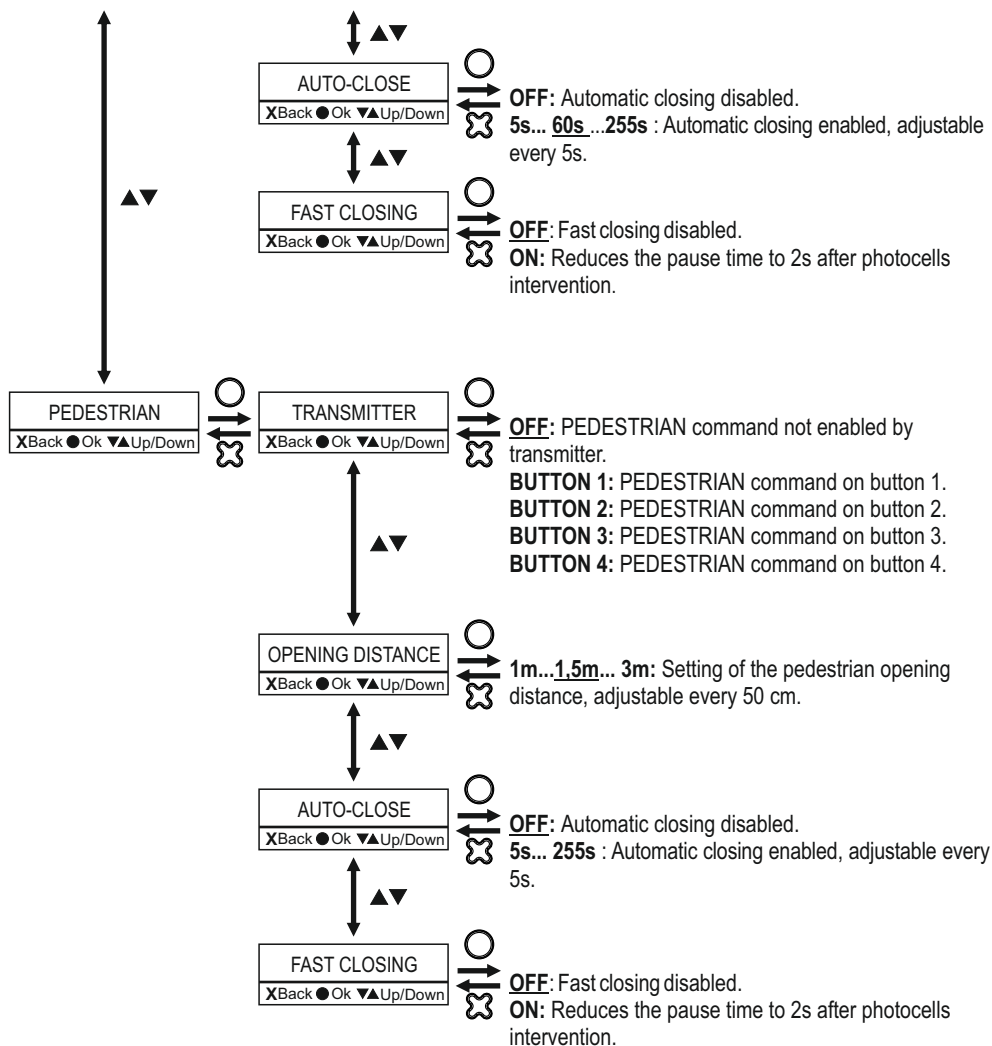 ▲▼
AUTO-CLOSE
XBack ● Ok ▼▲Up/Down
OFF: Automatic closing disabled.
5s... 60s ...255s : Automatic closing enabled, adjustable
every 5s.
▲▼
▲▼
FAST CLOSING
XBack ● Ok ▼▲Up/Down
OFF: Fast closing disabled.
ON: Reduces the pause time to 2s after photocells
intervention.
PEDESTRIAN
XBack ● Ok ▼▲Up/Down
TRANSMITTER
XBack ● Ok ▼▲Up/Down
OFF: PEDESTRIAN command not enabled by
transmitter.
BUTTON 1: PEDESTRIAN command on button 1.
BUTTON 2: PEDESTRIAN command on button 2.
BUTTON 3: PEDESTRIAN command on button 3.
BUTTON 4: PEDESTRIAN command on button 4.
▲▼
OPENING DISTANCE
XBack ● Ok ▼▲Up/Down
1m...1,5m... 3m: Setting of the pedestrian opening
distance, adjustable every 50 cm.
▲▼
AUTO-CLOSE
XBack ● Ok ▼▲Up/Down
OFF: Automatic closing disabled.
5s... 255s : Automatic closing enabled, adjustable every
5s.
▲▼
FAST CLOSING
XBack ● Ok ▼▲Up/Down
OFF: Fast closing disabled.
ON: Reduces the pause time to 2s after photocells
intervention.